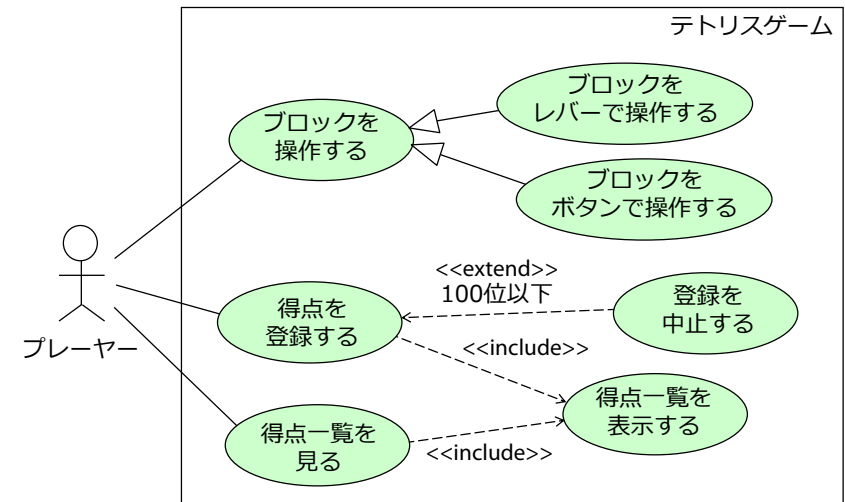 テトリスゲーム
ブロックを
レバーで操作する
ブロックを
操作する
ブロックを
ボタンで操作する
<<extend>>
100位以下
登録を
中止する
得点を
登録する
プレーヤー
<<include>>
得点一覧を
表示する
得点一覧を
見る
<<include>>